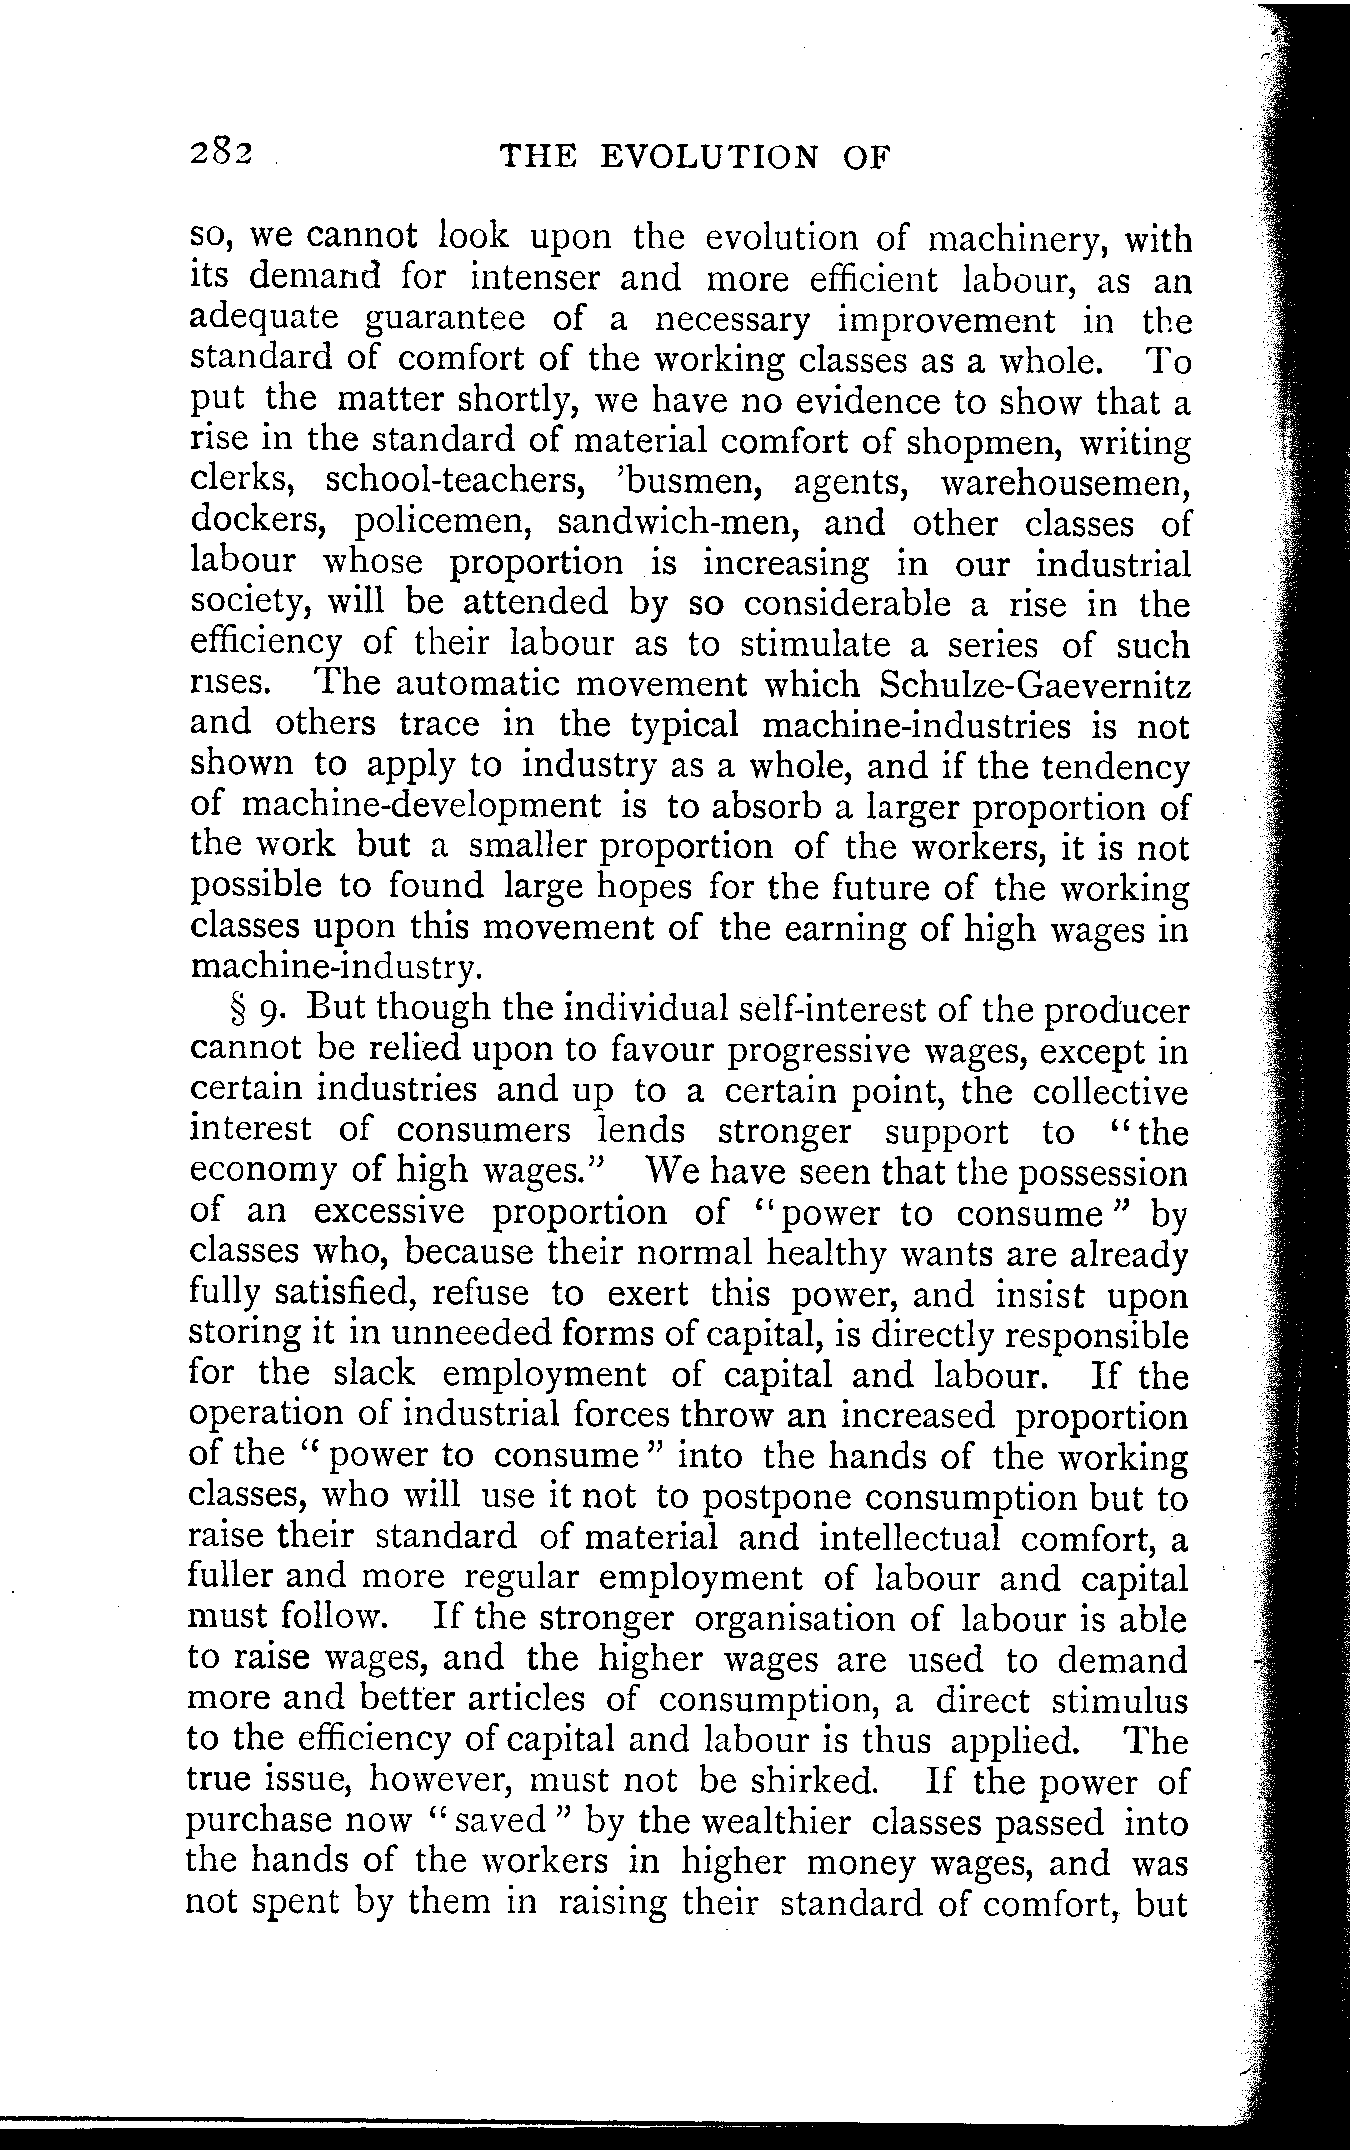 282 THE EVOLUTION OF
so, we cannot look upon the evolution of machinery, with
its demand for intenser and more efficient labour, as an
adequate guarantee of a necessary improvement in the
standard of comfort of the working classes as a whole. To
put the matter shortly, we have no evidence to show that a
rise in the standard of material comfort of shopmen, writing
clerks, school-teachers, 'busmen, agents, warehousemen,
dockers, policemen, sandwich-men, and other classes of
labour whose proportion is increasing in our industrial
society, will be attended by so considerable a rise in the
efficiency of their labour as to stimulate a series of such
rises. The automatic movement which Schulze-Gaevernitz
and others trace in the typical machine-industries is not
shown to apply to industry as a whole, and if the tendency
of machine-development is to absorb a larger proportion of
the work but a smaller proportion of the workers, it is not
possible to found large hopes for the future of the working
classes upon this movement of the earning of high wages in
machine-industry.
§ 9. But though the individual self-interest of the producer
cannot be relied upon to favour progressive wages, except in
certain industries and up to a certain point, the collective
interest of consumers lends stronger support to "the
economy of high wages." We have seen that the possession
of an excessive proportion of "power to consume" by
classes who, because their normal healthy wants are already
fully satisfied, refuse to exert this power, and insist upon
storing it in unneeded forms of capital, is directly responsible
for the slack employment of capital and labour. If the
operation of industrial forces throw an increased proportion
of the "power to consume" into the hands of the working
classes, who will use it not to postpone consumption but to
raise their standard of material and intellectual comfort, a
fuller and more regular employment of labour and capital
must follow. If the stronger organisation of labour is able
to raise wages, and the higher wages are used to demand
more and better articles of consumption, a direct stimulus
to the efficiency of capital and labour is thus applied. The
true issue, however, must not be shirked. If the power of
purchase now "saved" by the wealthier classes passed into
the hands of the workers in higher money wages, and was
not spent by them in raising their standard of comfort, but